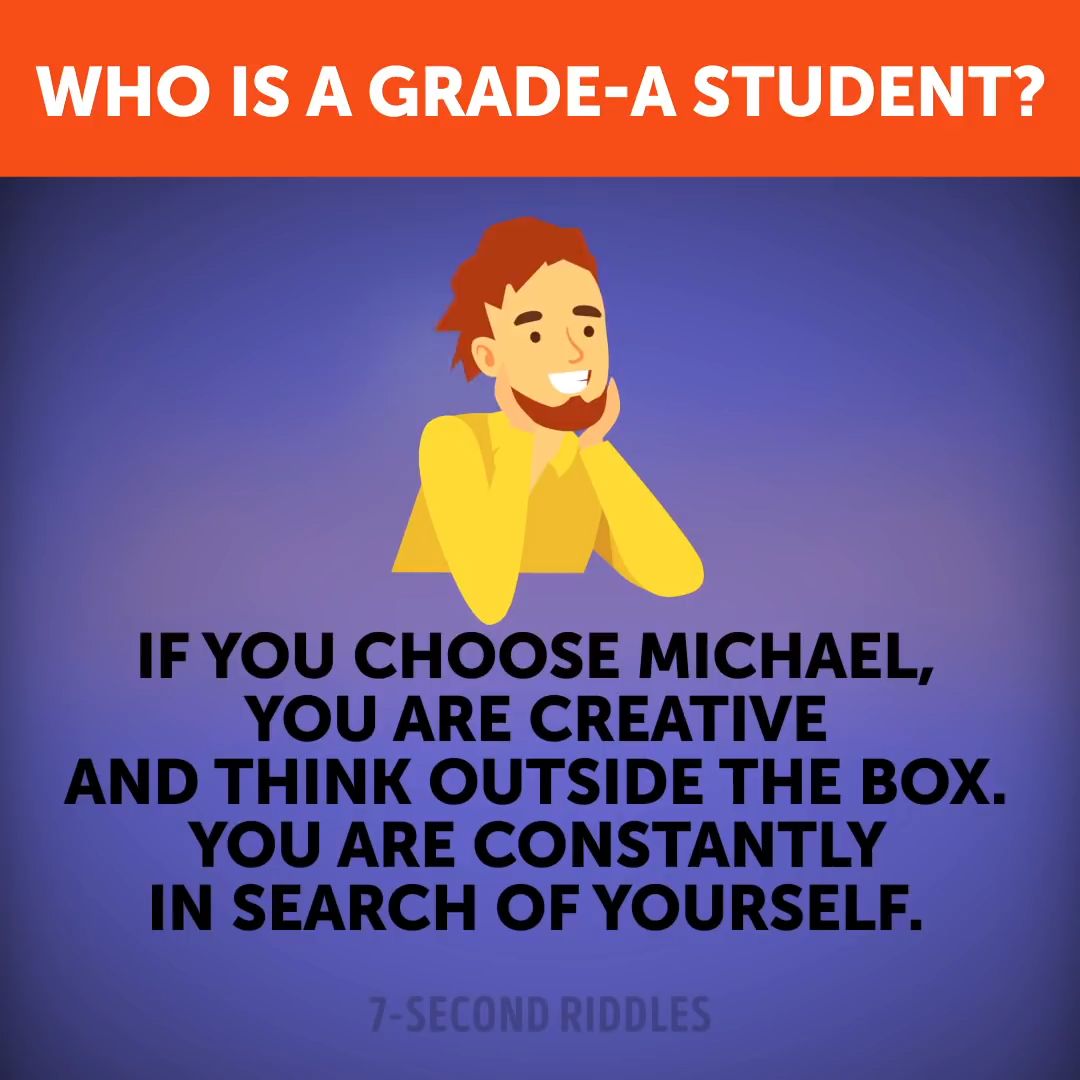 WHO IS A GRADE-A STUDENT?
IF YOU CHOOSE MICHAEL,
YOU ARE CREATIVE
AND THINK OUTSIDE THE BOX.
YOU ARE CONSTANTLY
IN SEARCH OF YOURSELF.
7-SECOND RIDDLES